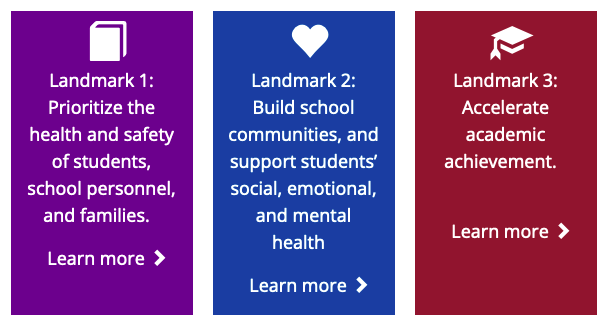 Landmark 1:
Prioritize the
health and safety
of students,
school personnel,
and families.
Learn more
Landmark 2:
Build school
communities, and
support students’
social, emotional,
and mental
health
Learn more
Landmark 3:
Accelerate
academic
achievement.
Learn more